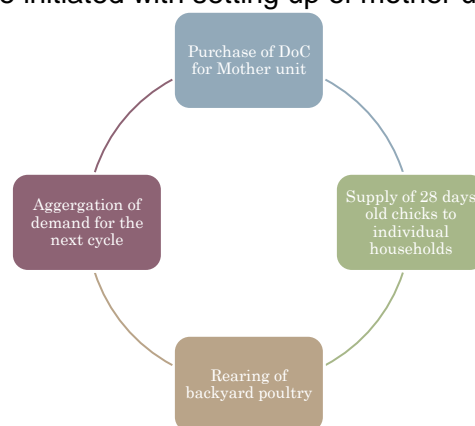 initiated with setting up of mother
Purchase of DoC
for Mother unit
Supply of 28 days
old chicks to
individual
households
Rearing of
backyard poultry
Aggergation of
demand for the
next cycle